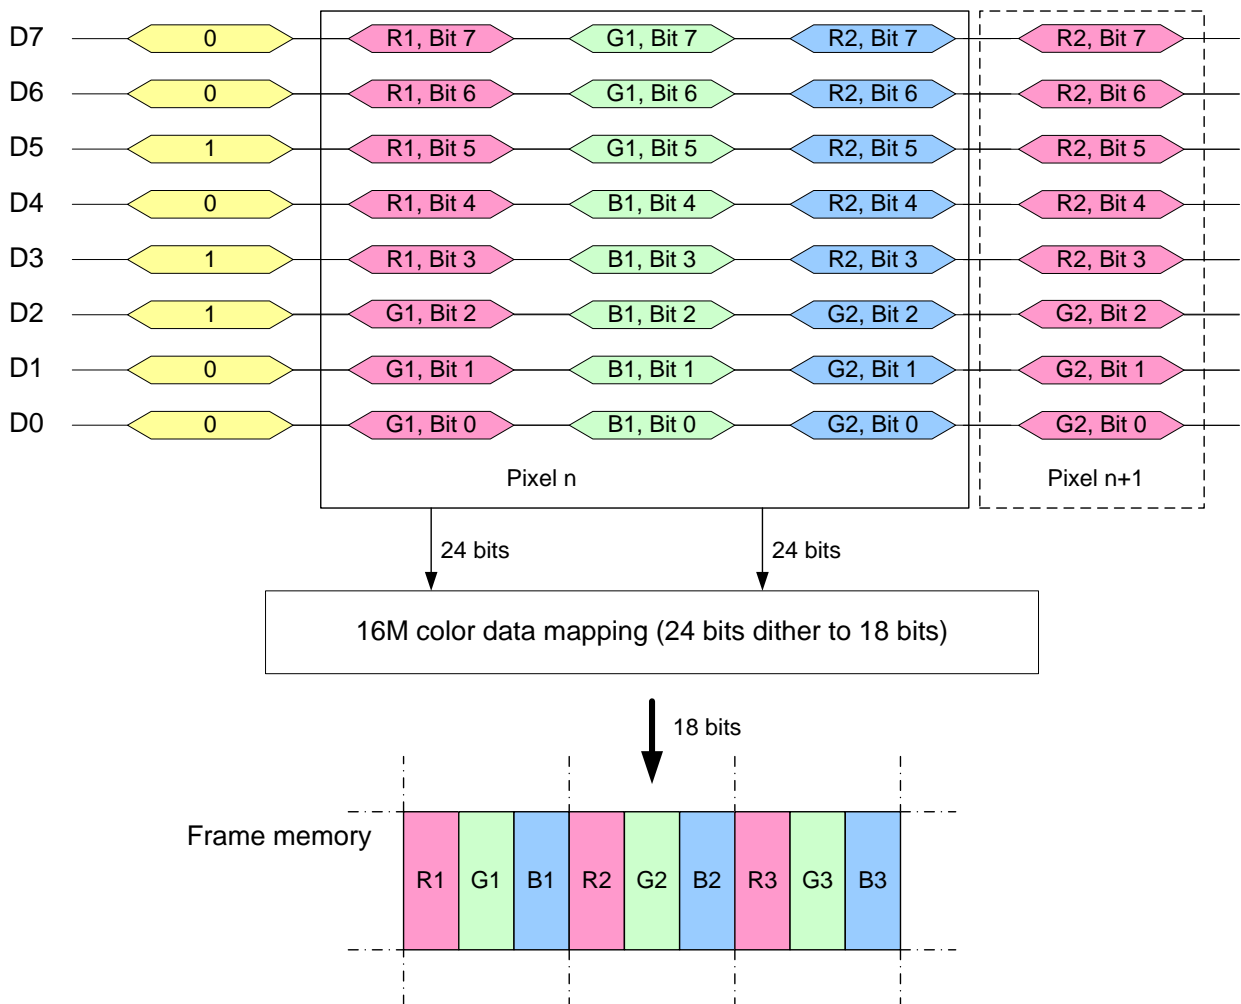 D7 0 R1, Bit 7 G1, Bit 7 R2, Bit 7 R2, Bit 7
D6 0 R1, Bit 6 G1, Bit 6 R2, Bit 6 R2, Bit 6
D5 1 R1, Bit 5 G1, Bit 5 R2, Bit 5 R2, Bit 5
D4 0 R1, Bit 4 B1, Bit 4 R2, Bit 4 R2, Bit 4
D3 1 R1, Bit 3 B1, Bit 3 R2, Bit 3 R2, Bit 3
D2 1 G1, Bit 2 B1, Bit 2 G2, Bit 2 G2, Bit 2
D1 0 G1, Bit 1 B1, Bit 1 G2, Bit 1 G2, Bit 1
D0 0 G1, Bit 0 B1, Bit 0 G2, Bit 0 G2, Bit 0
Pixel n Pixel n+1
24 bits 24 bits
16M color data mapping (24 bits dither to 18 bits)
18 bits
Frame memory
R1 G1 B1 R2 G2 B2 R3 G3 B3